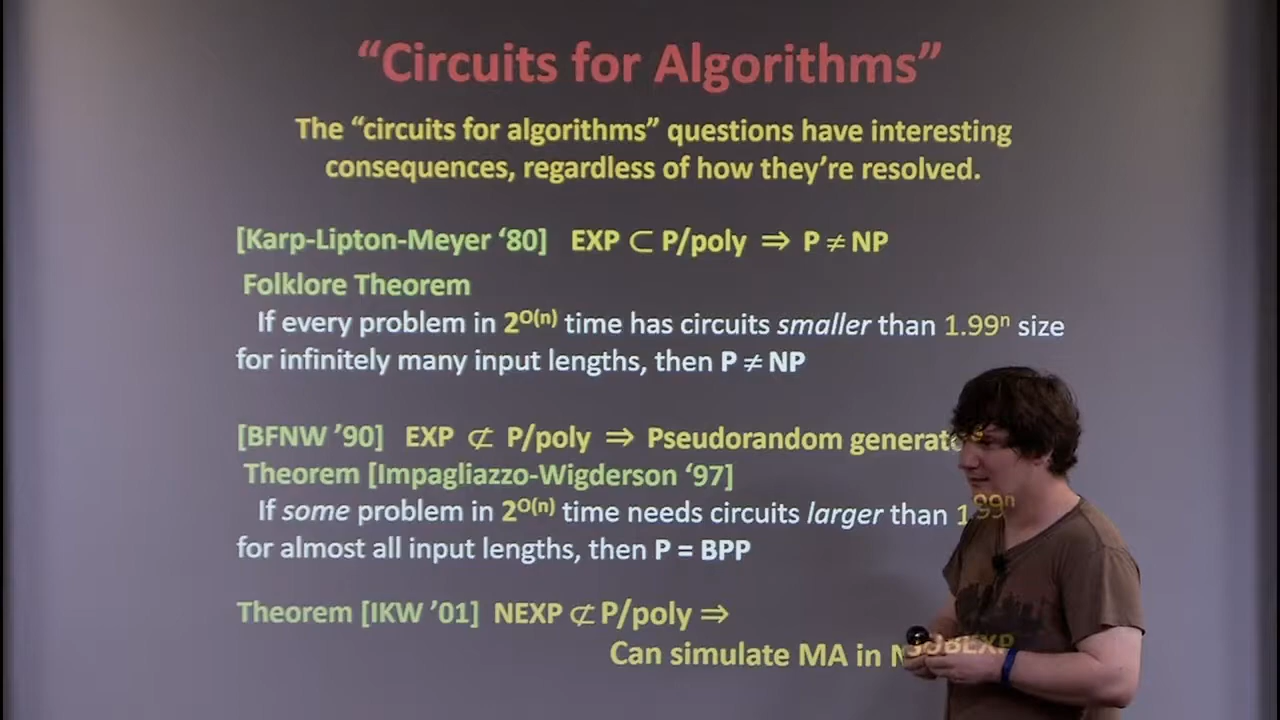 “Circuits for Algorithms”
The “circuits for algorithms” questions have interesting
consequences, regardless of how they’re resolved.
[Karp-Lipton-Meyer ‘80] EXP ⊂ P/poly ⇒ P ≠ NP
Folklore Theorem
If every problem in 2^O(n) time has circuits smaller than 1.99ⁿ size
for infinitely many input lengths, then P ≠ NP
[BFNW ’90] EXP ⊄ P/poly ⇒ Pseudorandom
Theorem [Impagliazzo-Wigderson ‘97]
If some problem in 2^O(n) time needs circuits larger than 1.99ⁿ
for almost all input lengths, then P = BPP
Theorem [IKW ’01] NEXP ⊄ P/poly ⇒
Can simulate MA in